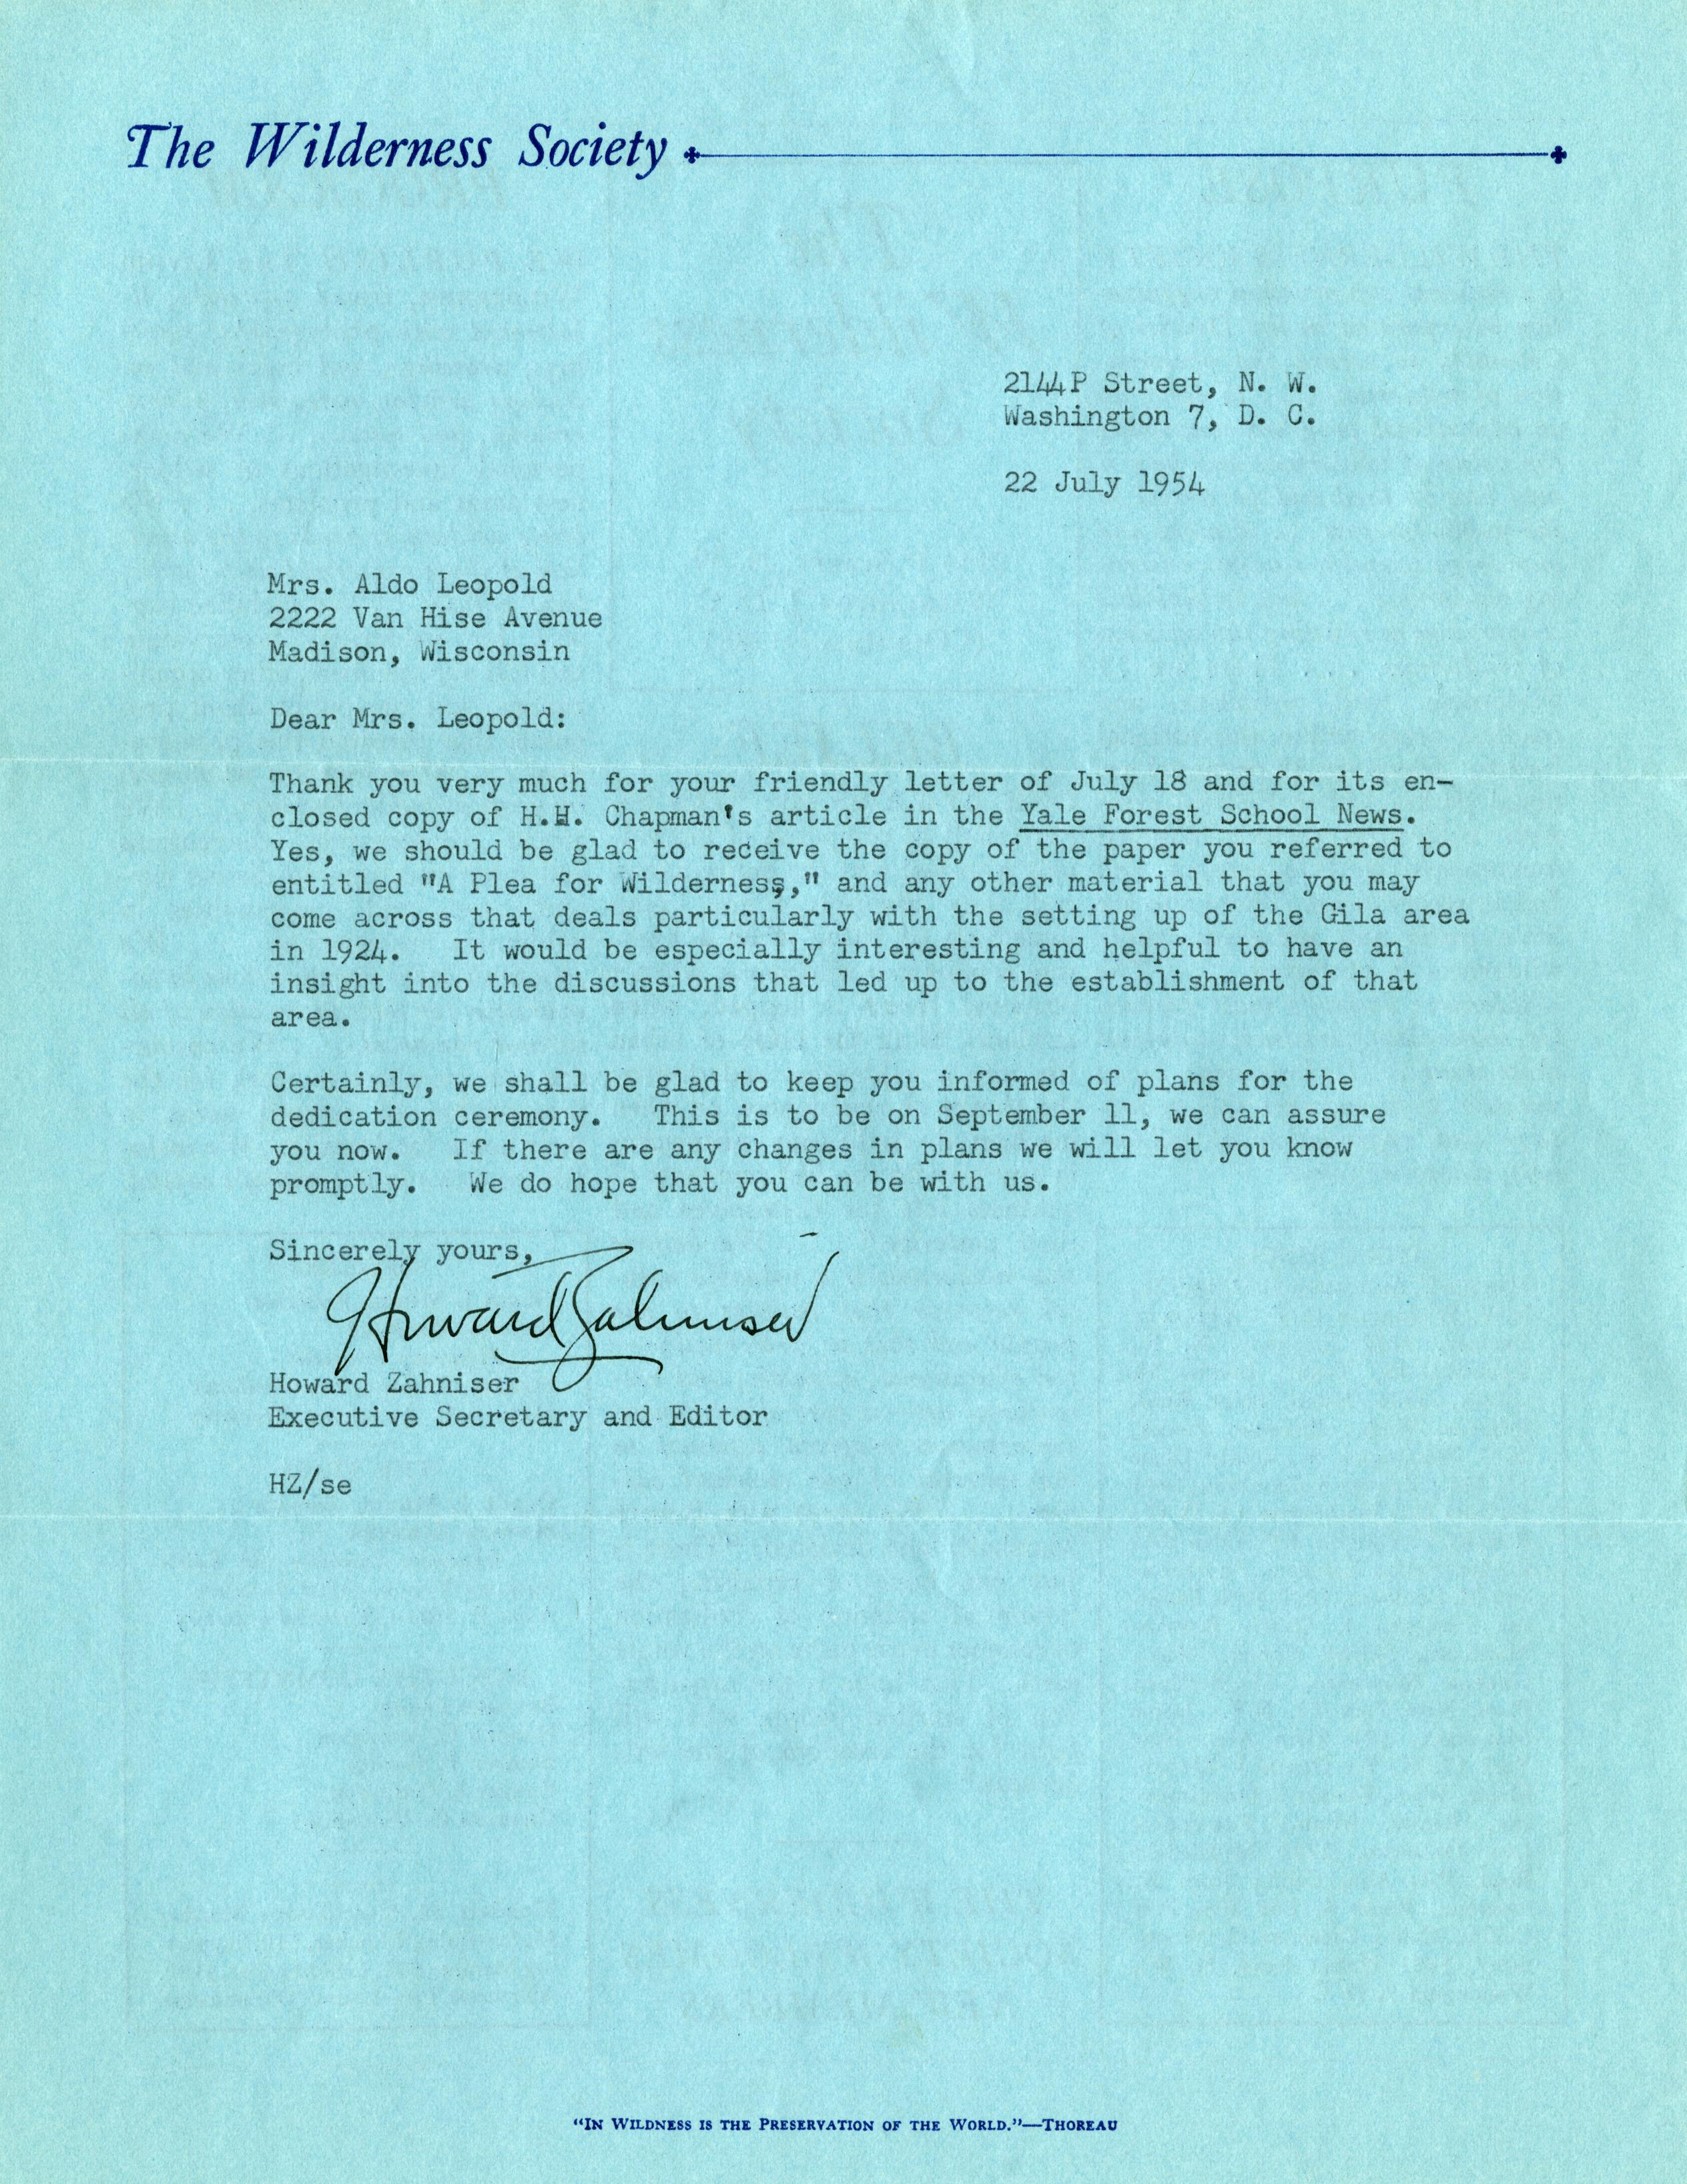 The Wilderness Society
2144P Street, N. W.
Washington 7, D. C.
22 July 1954
Mrs. Aldo Leopold
2222 Van Hise Avenue
Madison, Wisconsin
Dear Mrs. Leopold:
Thank you very much for your friendly letter of July 18 and for its en-
closed copy of H.H. Chapman's article in the Yale Forest School News.
Yes, we should be glad to receive the copy of the paper you referred to
entitled "A Plea for Wilderness," and any other material that you may
come across that deals particularly with the setting up of the Gila area
in 1924. It would be especially interesting and helpful to have an
insight into the discussions that led up to the establishment of that
area.
Certainly, we shall be glad to keep you informed of plans for the
dedication ceremony. This is to be on September 11, we can assure
you now. If there are any changes in plans we will let you know
promptly. We do hope that you can be with us.
Sincerely yours,
Howard Zahniser
Howard Zahniser
Executive Secretary and Editor
HZ/se
"IN WILDNESS IS THE PRESERVATION OF THE WORLD."—THOREAU